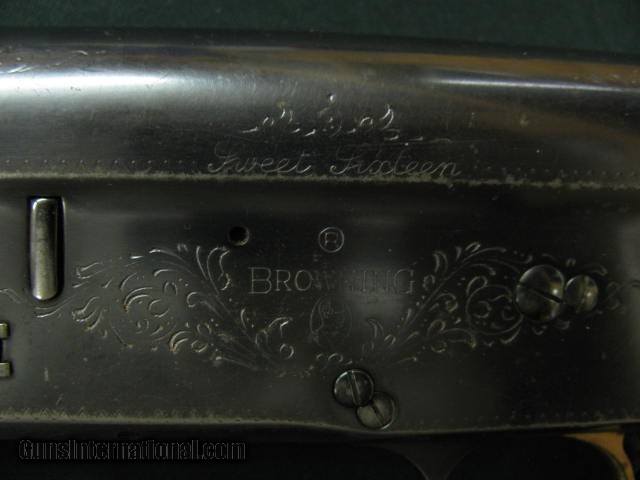 Sweet Sixteen
®
BROWNING
GunsInternational.com